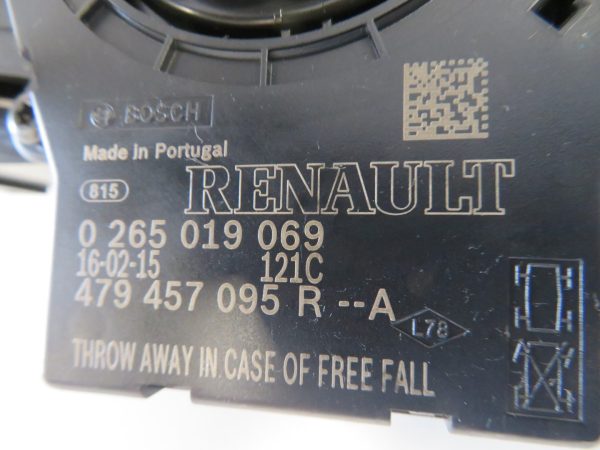 BOSCH
Made in Portugal
815
RENAULT
0 265 019 069
16-02-15 121C
479 457 095 R --A
L78
THROW AWAY IN CASE OF FREE FALL